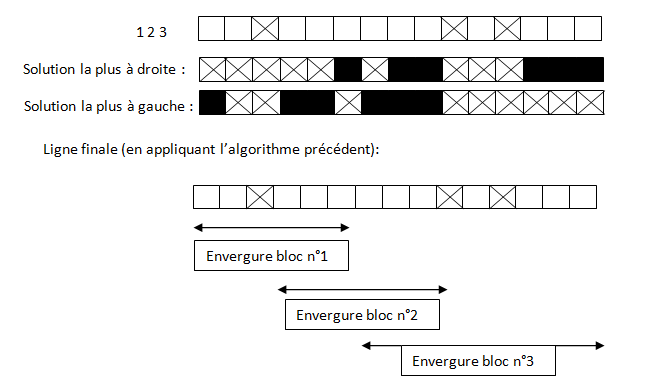 1 2 3
Solution la plus à droite :
Solution la plus à gauche :
Ligne finale (en appliquant l’algorithme précédent):
Envergure bloc n°1
Envergure bloc n°2
Envergure bloc n°3